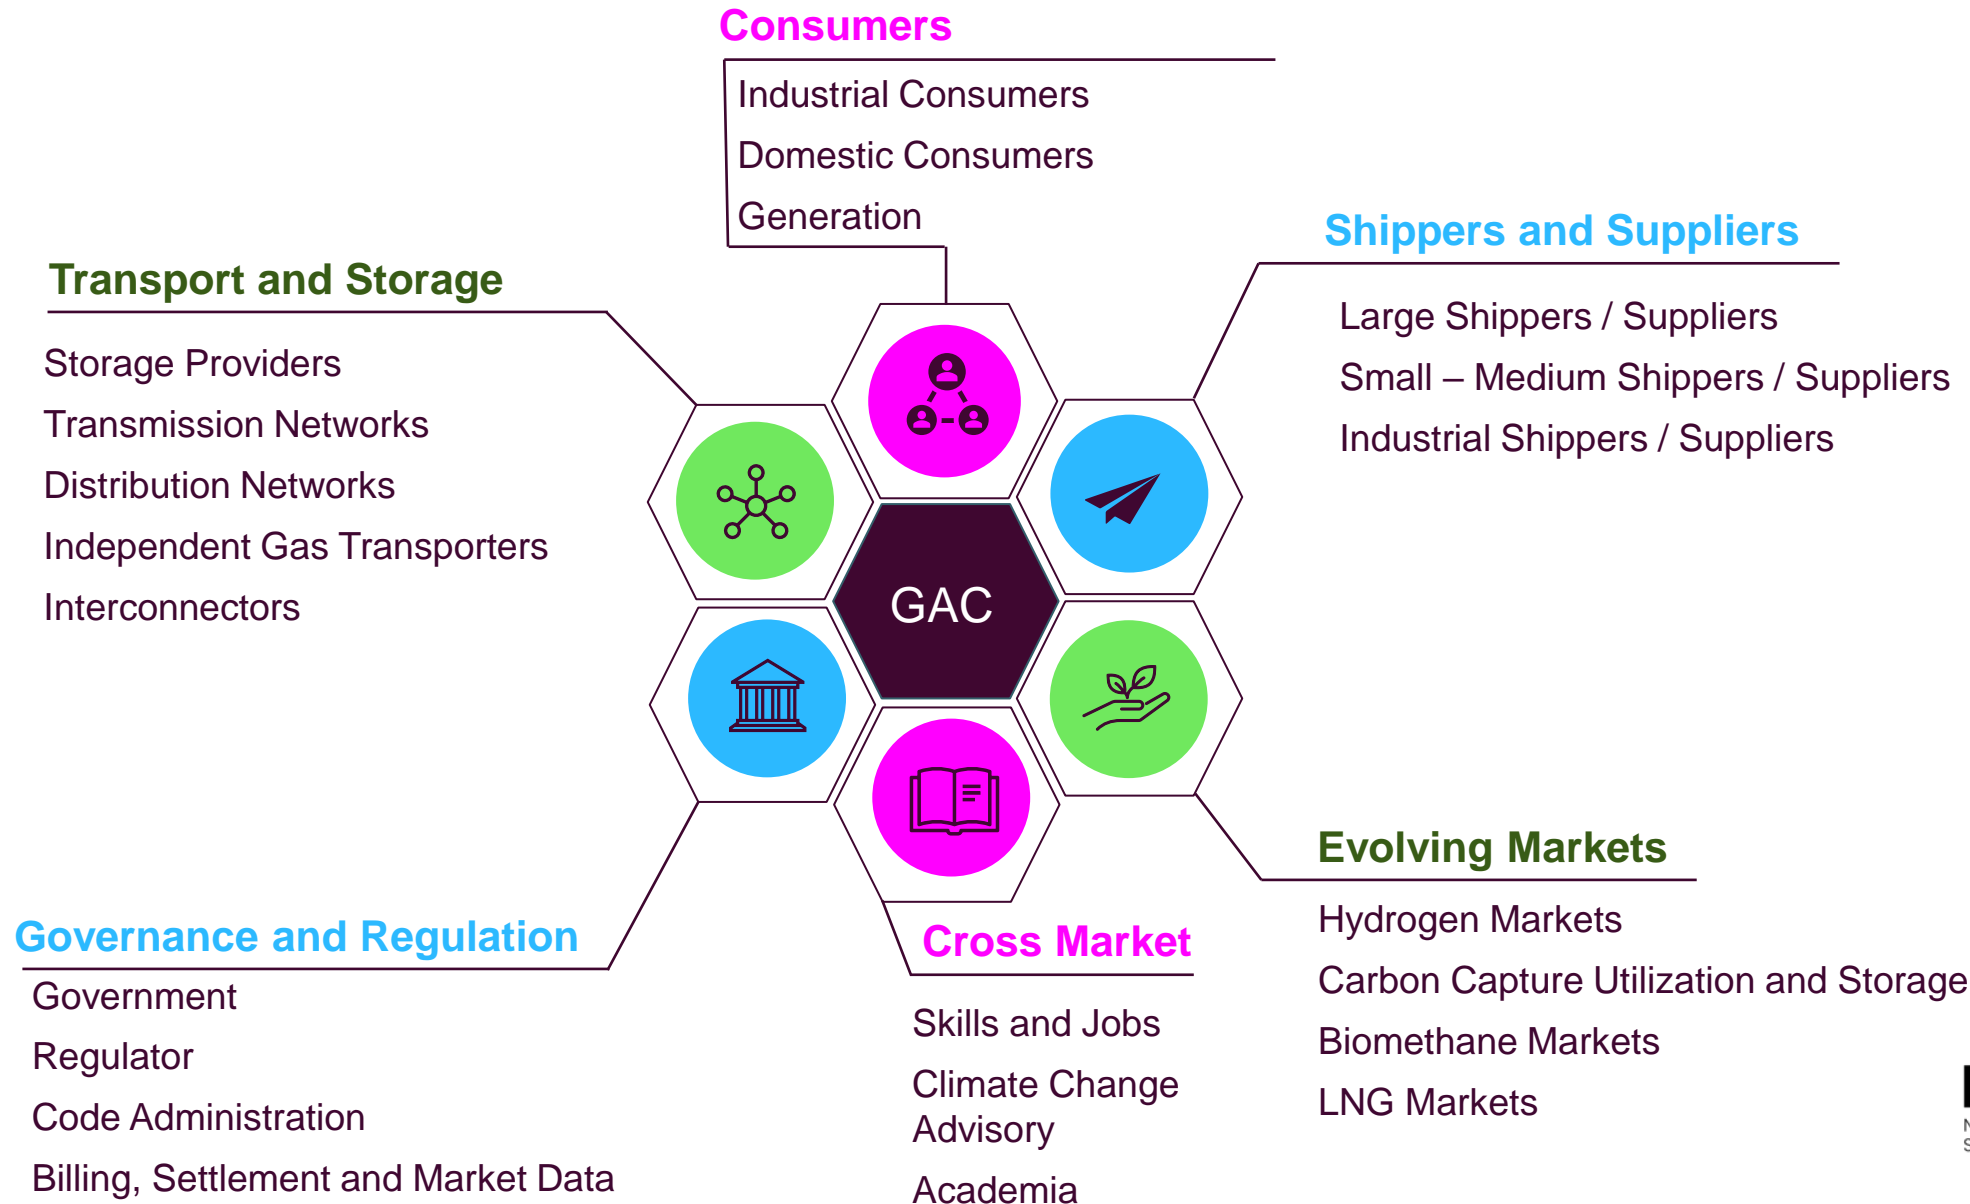 Consumers
Industrial Consumers
Domestic Consumers
Generation
Shippers and Suppliers
Large Shippers / Suppliers
Small – Medium Shippers / Suppliers
Industrial Shippers / Suppliers
Transport and Storage
Storage Providers
Transmission Networks
Distribution Networks
Independent Gas Transporters
Interconnectors
GAC
Evolving Markets
Hydrogen Markets
Carbon Capture Utilization and Storage
Biomethane Markets
LNG Markets
Governance and Regulation
Government
Regulator
Code Administration
Billing, Settlement and Market Data
Cross Market
Skills and Jobs
Climate Change
Advisory
Academia